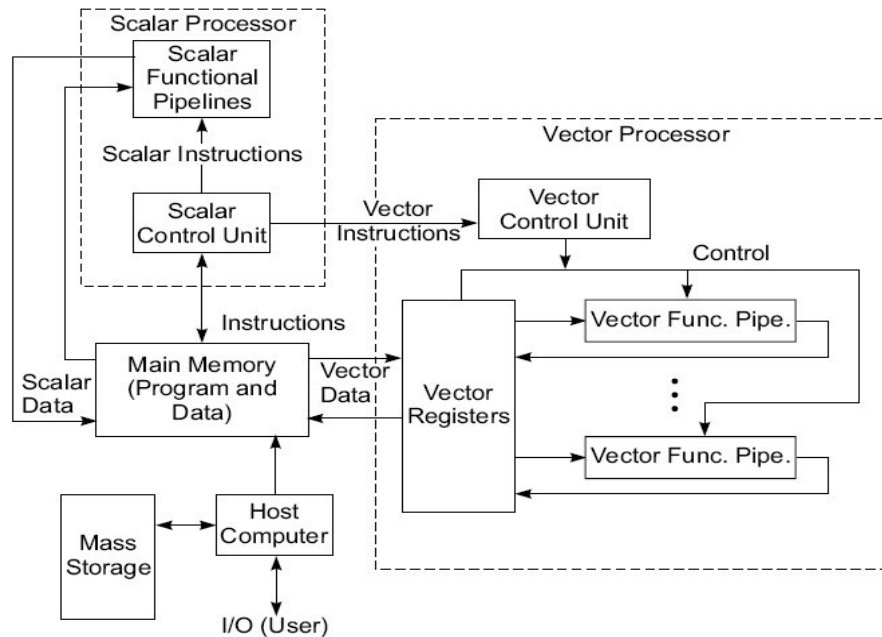 Scalar Processor
Scalar
Functional
Pipelines
Scalar Instructions
Scalar
Control Unit
Vector
Instructions
Vector Processor
Vector
Control Unit
Control
Vector Func. Pipe.
Vector Func. Pipe.
Vector
Registers
Instructions
Main Memory
(Program and
Data)
Scalar
Data
Vector
Data
Mass
Storage
Host
Computer
I/O (User)